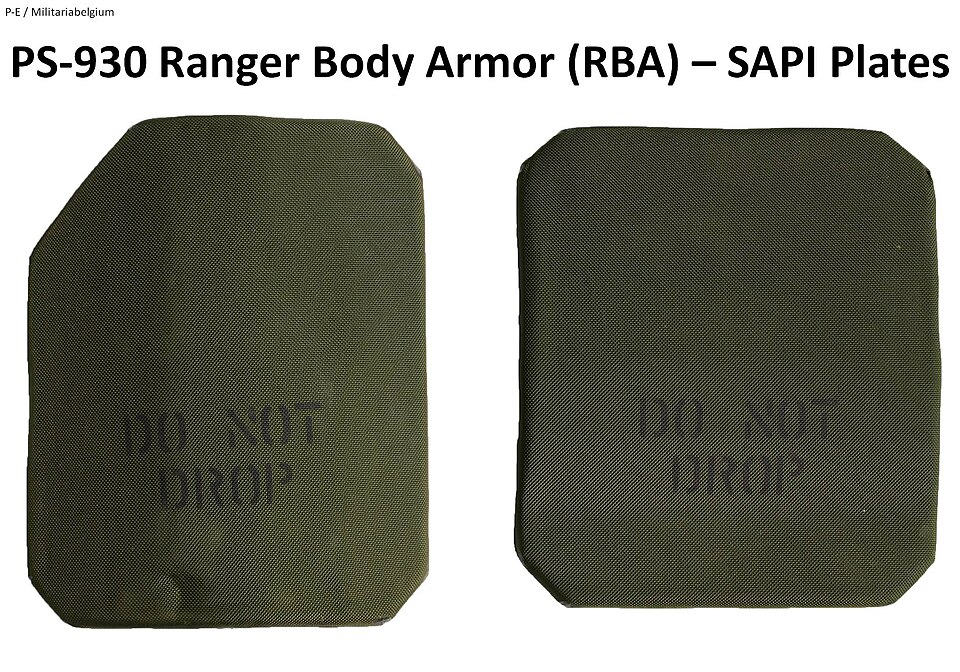 P-E / Militariabelgium
PS-930 Ranger Body Armor (RBA) – SAPI Plates
DO NOT
DROP
DO NOT
DROP